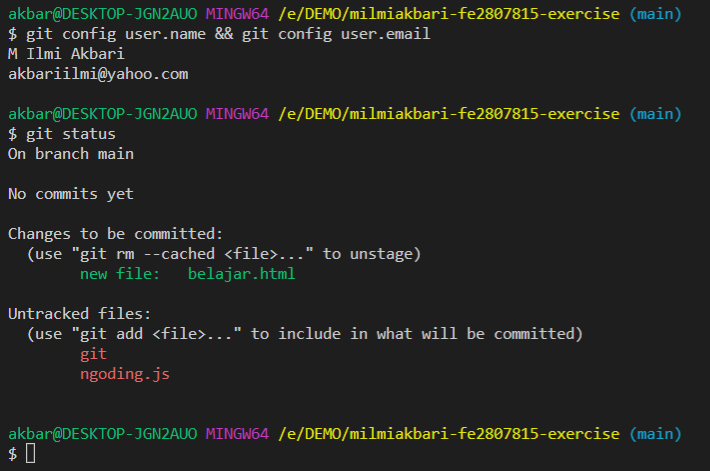 akbar@DESKTOP-JGN2AUO MINGW64 /e/DEMO/milmiakbari-fe2807815-exercise (main)
$ git config user.name && git config user.email
M Ilmi Akbari
akbariilmi@yahoo.com
akbar@DESKTOP-JGN2AUO MINGW64 /e/DEMO/milmiakbari-fe2807815-exercise (main)
$ git status
On branch main
No commits yet
Changes to be committed:
  (use "git rm --cached <file>..." to unstage)
        new file:   belajar.html
Untracked files:
  (use "git add <file>..." to include in what will be committed)
        git
        ngoding.js
akbar@DESKTOP-JGN2AUO MINGW64 /e/DEMO/milmiakbari-fe2807815-exercise (main)
$